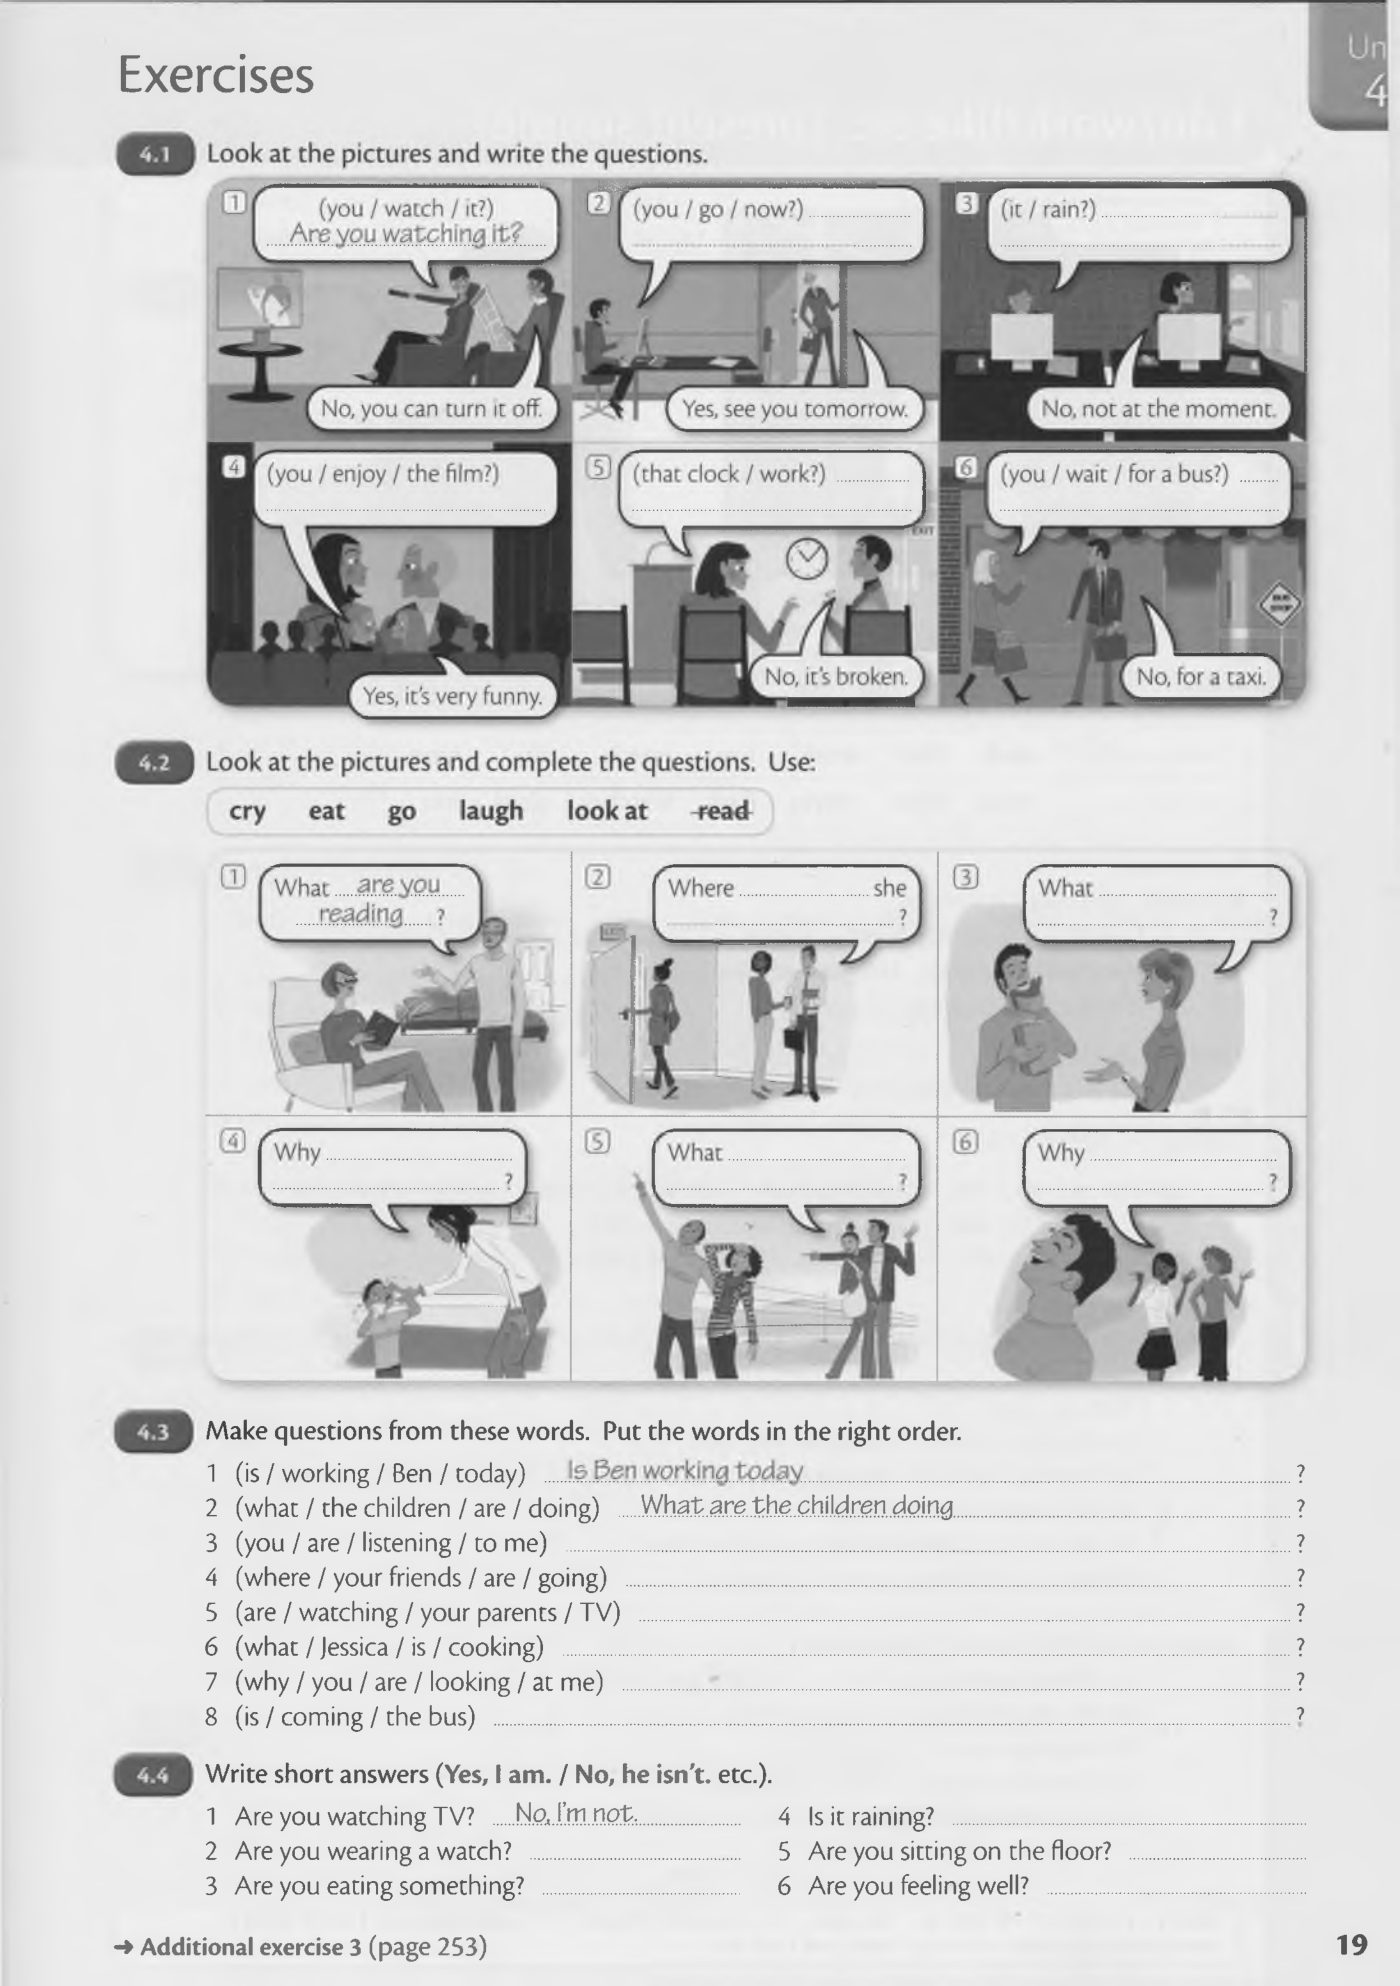 Exercises
Un
4
4.1 Look at the pictures and write the questions.
1 (you / watch / it?)
Are you watching it?
No, you can turn it off.
2 (you / go / now?)
Yes, see you tomorrow.
3 (it / rain?)
No, not at the moment.
4 (you / enjoy / the film?)
Yes, it's very funny.
5 (that clock / work?)
EXIT
No, it's broken.
6 (you / wait / for a bus?)
BUS
STOP
No, for a taxi.
4.2 Look at the pictures and complete the questions. Use:
cry eat go laugh look at read
1 What are you
reading ?
2 Where she
?
EXIT
3 What
?
4 Why
?
5 What
?
6 Why
?
4.3 Make questions from these words. Put the words in the right order.
1 (is / working / Ben / today) Is Ben working today ?
2 (what / the children / are / doing) What are the children doing ?
3 (you / are / listening / to me) ?
4 (where / your friends / are / going) ?
5 (are / watching / your parents / TV) ?
6 (what / Jessica / is / cooking) ?
7 (why / you / are / looking / at me) ?
8 (is / coming / the bus) ?
4.4 Write short answers (Yes, I am. / No, he isn't. etc.).
1 Are you watching TV? No, I'm not.
2 Are you wearing a watch?
3 Are you eating something?
4 Is it raining?
5 Are you sitting on the floor?
6 Are you feeling well?
➜ Additional exercise 3 (page 253)
19